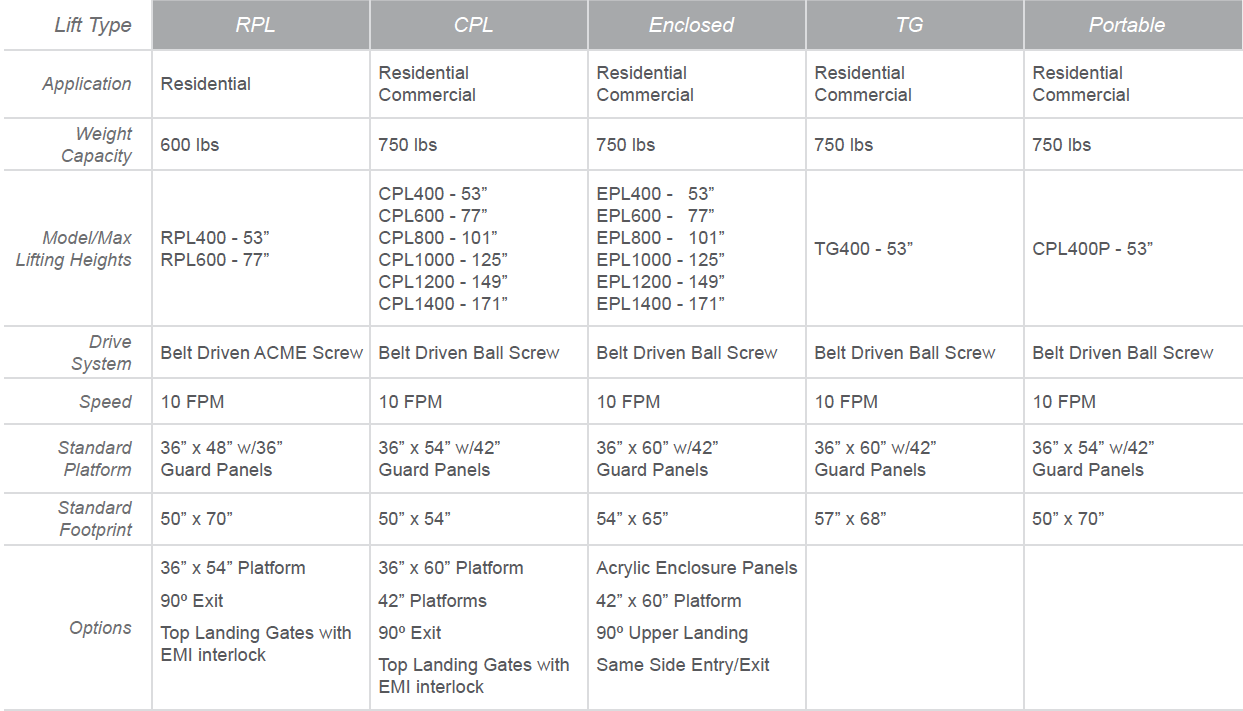 Lift Type RPL CPL Enclosed TG Portable
Application
Residential
Residential
Commercial
Residential
Commercial
Residential
Commercial
Residential
Commercial
Weight
Capacity
600 lbs
750 lbs
750 lbs
750 lbs
750 lbs
Model/Max
Lifting Heights
RPL400 - 53”
RPL600 - 77”
CPL400 - 53”
CPL600 - 77”
CPL800 - 101”
CPL1000 - 125”
CPL1200 - 149”
CPL1400 - 171”
EPL400 - 53”
EPL600 - 77”
EPL800 - 101”
EPL1000 - 125”
EPL1200 - 149”
EPL1400 - 171”
TG400 - 53”
CPL400P - 53”
Drive
System
Belt Driven ACME Screw
Belt Driven Ball Screw
Belt Driven Ball Screw
Belt Driven Ball Screw
Belt Driven Ball Screw
Speed
10 FPM
10 FPM
10 FPM
10 FPM
10 FPM
Standard
Platform
36” x 48” w/36”
Guard Panels
36” x 54” w/42”
Guard Panels
36” x 60” w/42”
Guard Panels
36” x 60” w/42”
Guard Panels
36” x 54” w/42”
Guard Panels
Standard
Footprint
50” x 70”
50” x 54”
54” x 65”
57” x 68”
50” x 70”
Options
36” x 54” Platform
90º Exit
Top Landing Gates with
EMI interlock
36” x 60” Platform
42” Platforms
90º Exit
Top Landing Gates with
EMI interlock
Acrylic Enclosure Panels
42” x 60” Platform
90º Upper Landing
Same Side Entry/Exit